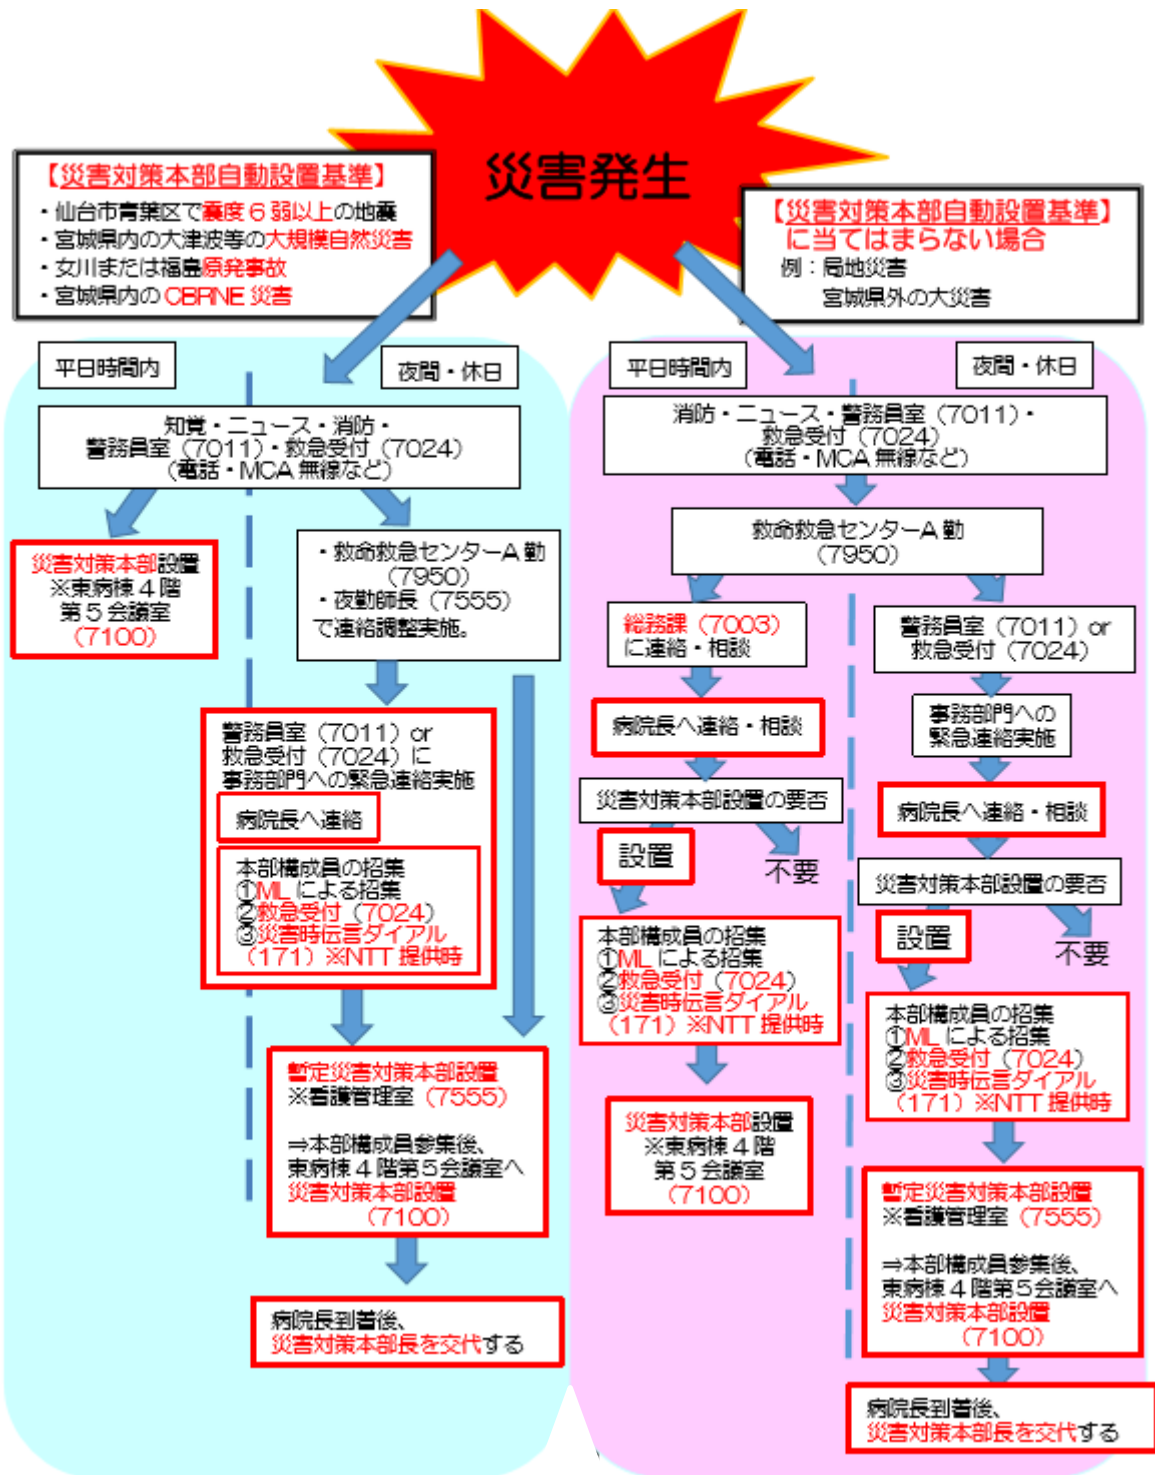 災害発生
【災害対策本部自動設置基準】
・仙台市青葉区で震度6弱以上の地震
・宮城県内の大津波等の大規模自然災害
・女川または福島原発事故
・宮城県内のCBRNE災害
【災害対策本部自動設置基準】
に当てはまらない場合
例：局地災害
宮城県外の大災害
平日時間内
夜間・休日
知覚・ニュース・消防・
警務員室（7011）・救急受付（7024）
（電話・MCA無線など）
災害対策本部設置
※東病棟4階
第5会議室
（7100）
・救命救急センターA勤
（7950）
・夜勤師長（7555）
で連絡調整実施。
警務員室（7011）or
救急受付（7024）に
事務部門への緊急連絡実施
病院長へ連絡
本部構成員の招集
①MLによる招集
②救急受付（7024）
③災害時伝言ダイアル
（171）※NTT提供時
暫定災害対策本部設置
※看護管理室（7555）
⇒本部構成員参集後、
東病棟4階第5会議室へ
災害対策本部設置
（7100）
病院長到着後、
災害対策本部長を交代する
平日時間内
夜間・休日
消防・ニュース・警務員室（7011）・
救急受付（7024）
（電話・MCA無線など）
救命救急センターA勤
（7950）
総務課（7003）
に連絡・相談
病院長へ連絡・相談
災害対策本部設置の要否
設置
不要
本部構成員の招集
①MLによる招集
②救急受付（7024）
③災害時伝言ダイアル
（171）※NTT提供時
災害対策本部設置
※東病棟4階
第5会議室
（7100）
警務員室（7011）or
救急受付（7024）
事務部門への
緊急連絡実施
病院長へ連絡・相談
災害対策本部設置の要否
設置
不要
本部構成員の招集
①MLによる招集
②救急受付（7024）
③災害時伝言ダイアル
（171）※NTT提供時
暫定災害対策本部設置
※看護管理室（7555）
⇒本部構成員参集後、
東病棟4階第5会議室へ
災害対策本部設置
（7100）
病院長到着後、
災害対策本部長を交代する